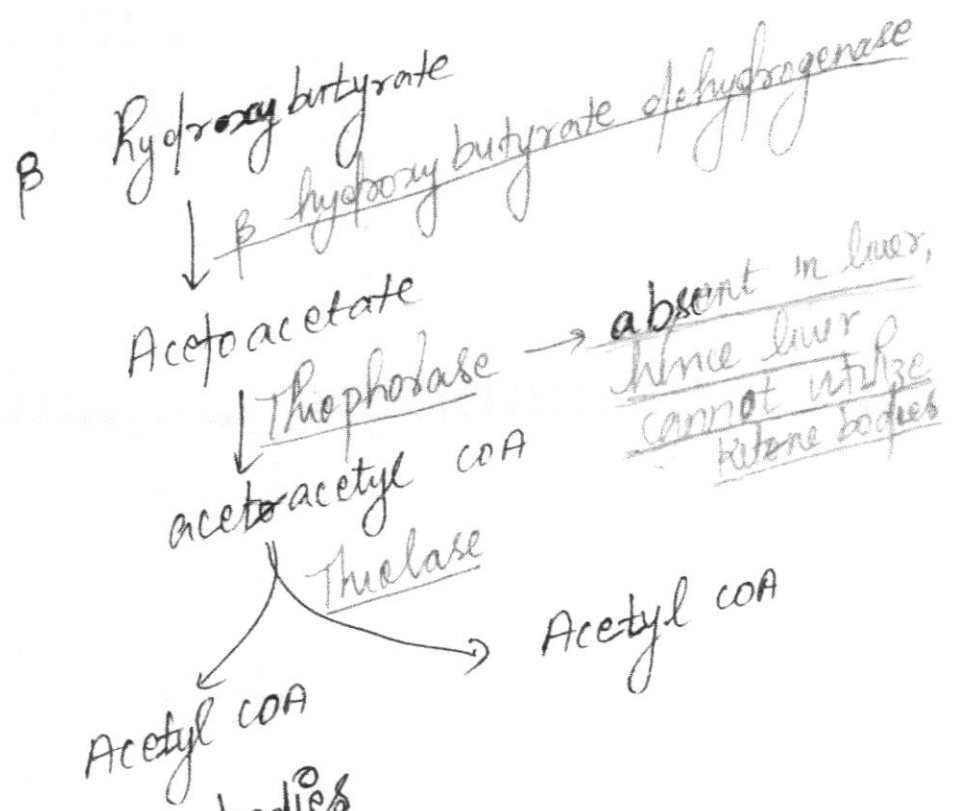 β hydroxybutyrate
β hydroxybutyrate dehydrogenase
Acetoacetate
Thiophorase → absent in liver,
hence liver
cannot utilize
ketone bodies
acetoacetyl COA
Thiolase
Acetyl COA
Acetyl COA
bodies